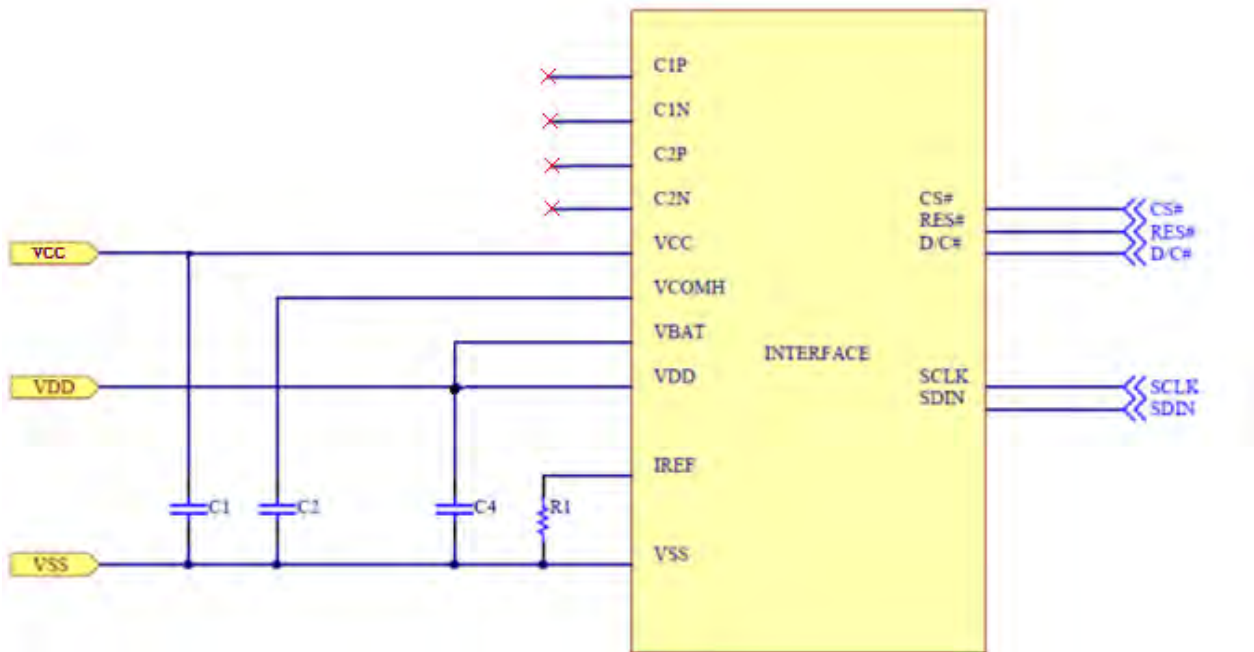 C1P
C1N
C2P
C2N
CS# CS#
RES# RES#
VCC VCC D/C# D/C#
VCOMH
VBAT
INTERFACE
VDD VDD SCLK SCLK
SDIN SDIN
IREF
C1 C2 C4 R1
VSS VSS